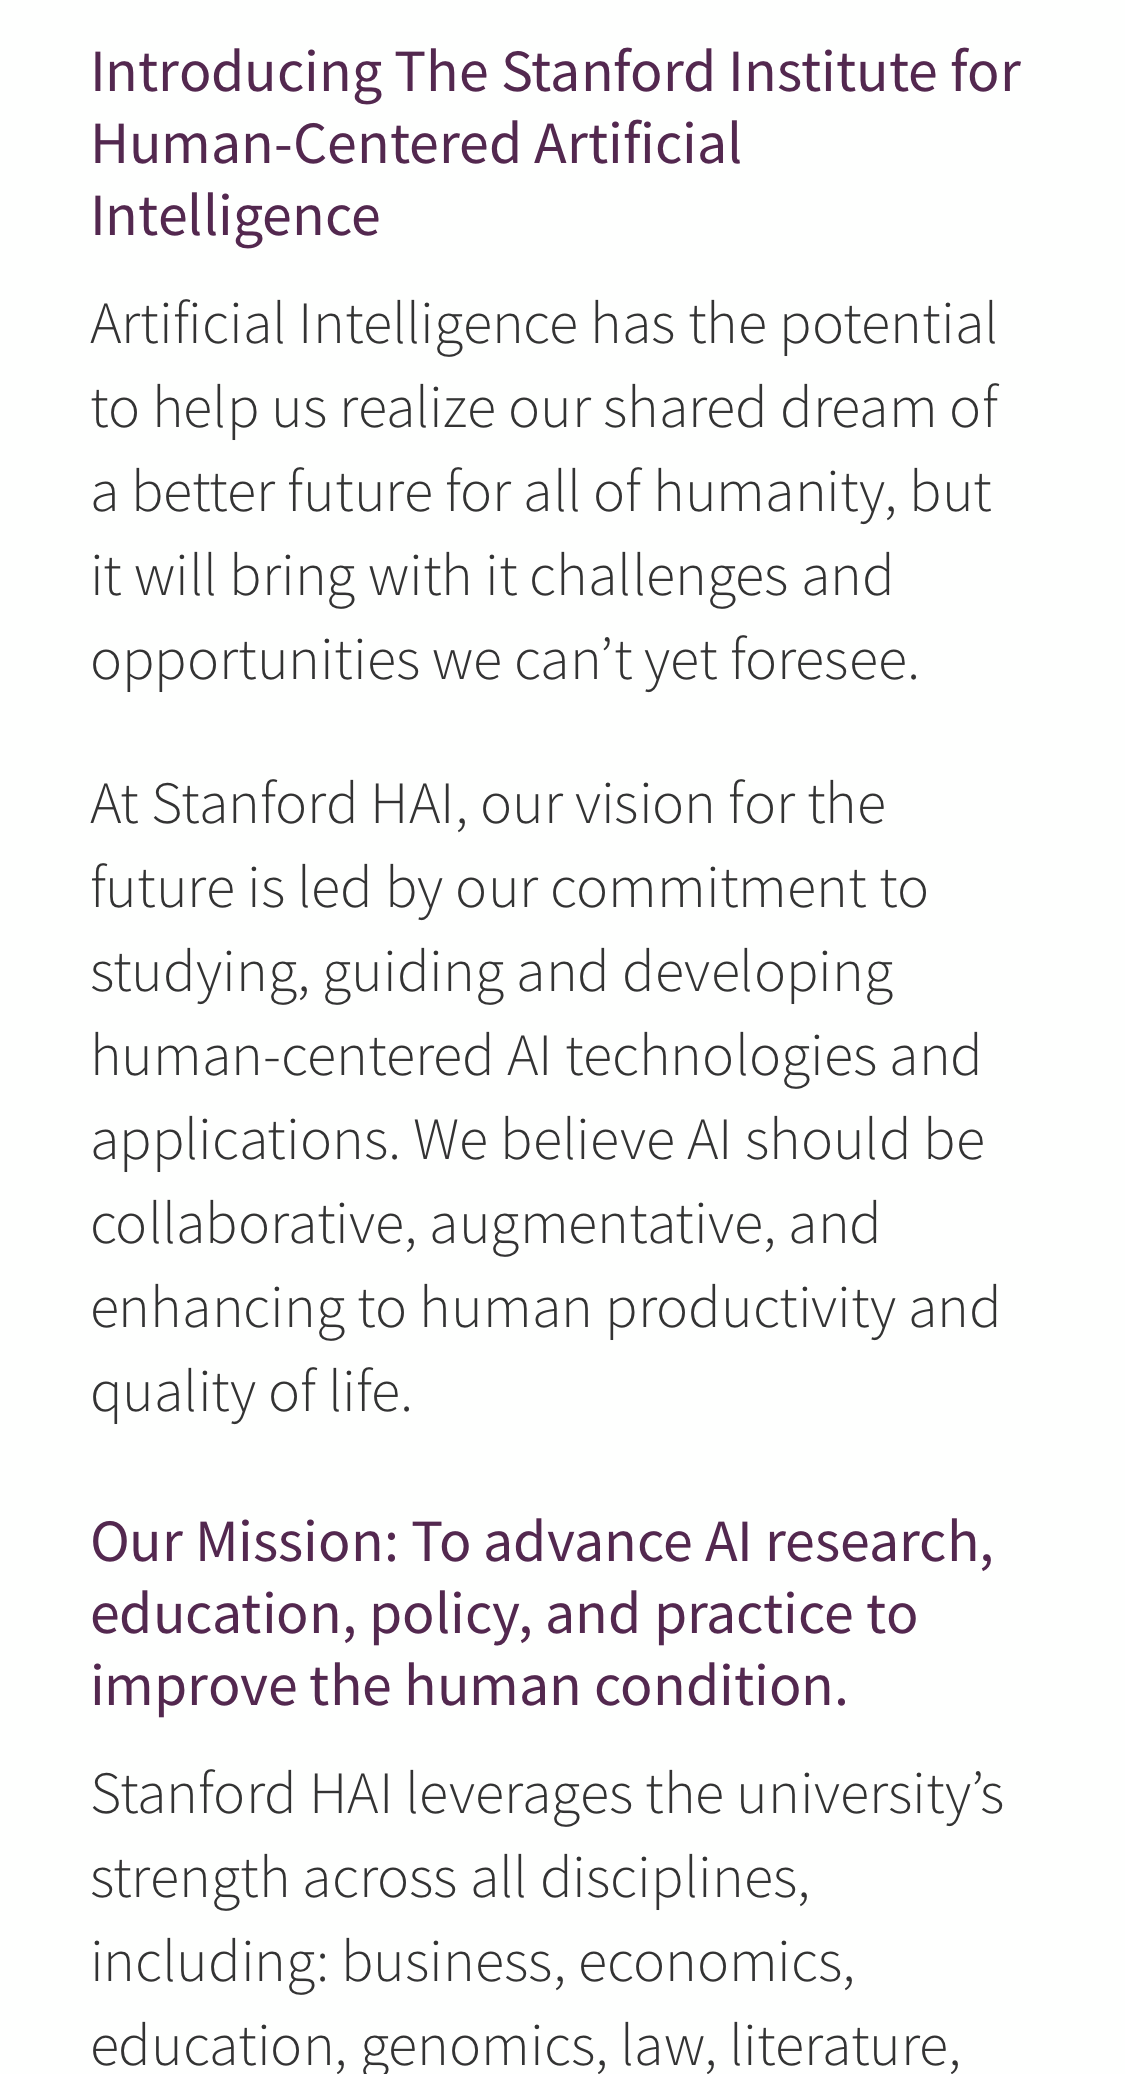 Introducing The Stanford Institute for
Human-Centered Artificial
Intelligence
Artificial Intelligence has the potential
to help us realize our shared dream of
a better future for all of humanity, but
it will bring with it challenges and
opportunities we can’t yet foresee.
At Stanford HAI, our vision for the
future is led by our commitment to
studying, guiding and developing
human-centered AI technologies and
applications. We believe AI should be
collaborative, augmentative, and
enhancing to human productivity and
quality of life.
Our Mission: To advance AI research,
education, policy, and practice to
improve the human condition.
Stanford HAI leverages the university’s
strength across all disciplines,
including: business, economics,
education, genomics, law, literature,